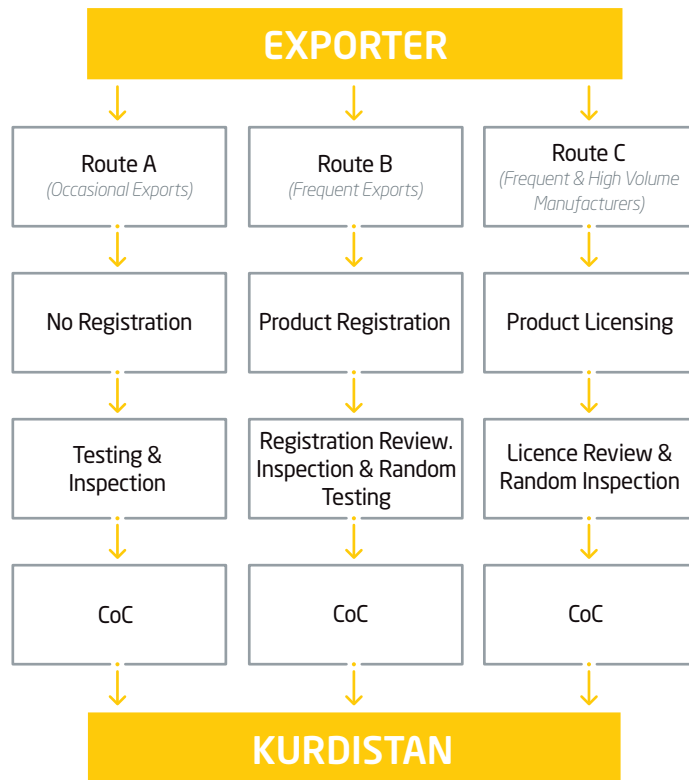 EXPORTER
Route A
(Occasional Exports)
Route B
(Frequent Exports)
Route C
(Frequent & High Volume
Manufacturers)
No Registration
Product Registration
Product Licensing
Testing &
Inspection
Registration Review.
Inspection & Random
Testing
Licence Review &
Random Inspection
CoC
CoC
CoC
KURDISTAN